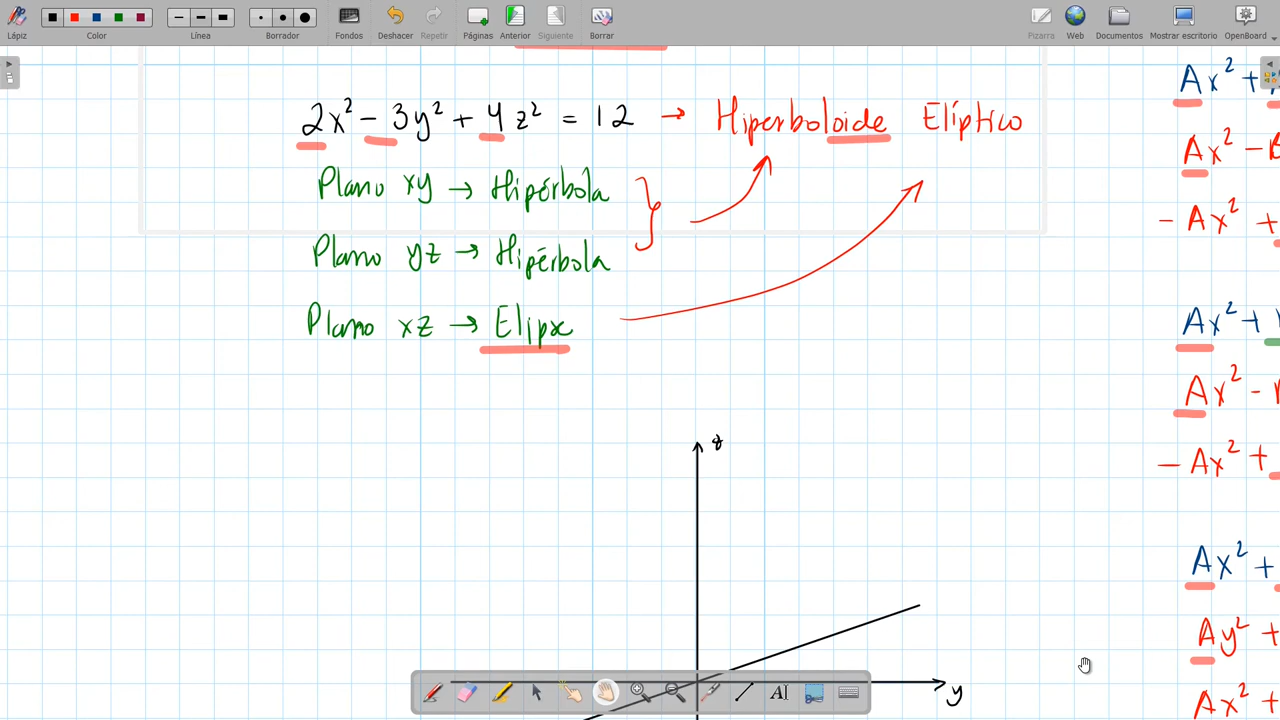 Lápiz Color Línea Borrador Fondos Deshacer Repetir Páginas Anterior Siguiente Borrar Pizarra Web Documentos Mostrar escritorio OpenBoard
2x² - 3y² + 4z² = 12 → Hiperboloide Elíptico
Plano xy → Hipérbola
Plano yz → Hipérbola
Plano xz → Elipse
z
y
Ax² +
Ax² -
- Ax² +
Ax² +
Ax² -
- Ax² +
Ax² +
Ay² +
Ax² +